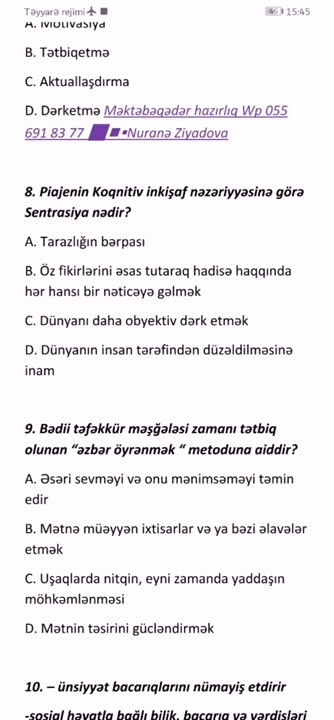 Təyyarə rejimi 46 15:45
A. Motivasiya
B. Tətbiqetmə
C. Aktuallaşdırma
D. Dərketmə Məktəbəqədər hazırlıq Wp 055
691 83 77 Nuranə Ziyadova
8. Piajenin Koqnitiv inkişaf nəzəriyyəsinə görə
Sentrasiya nədir?
A. Tarazlığın bərpası
B. Öz fikirlərini əsas tutaraq hadisə haqqında
hər hansı bir nəticəyə gəlmək
C. Dünyanı daha obyektiv dərk etmək
D. Dünyanın insan tərəfindən düzəldilməsinə
inam
9. Bədii təfəkkür məşğələsi zamanı tətbiq
olunan “əzbər öyrənmək “ metoduna aiddir?
A. Əsəri sevməyi və onu mənimsəməyi təmin
edir
B. Mətnə müəyyən ixtisarlar və ya bəzi əlavələr
etmək
C. Uşaqlarda nitqin, eyni zamanda yaddaşın
möhkəmlənməsi
D. Mətnin təsirini gücləndirmək
10. – ünsiyyət bacarıqlarını nümayiş etdirir
-sosial həyatla bağlı bilik, bacarıq və vərdişləri